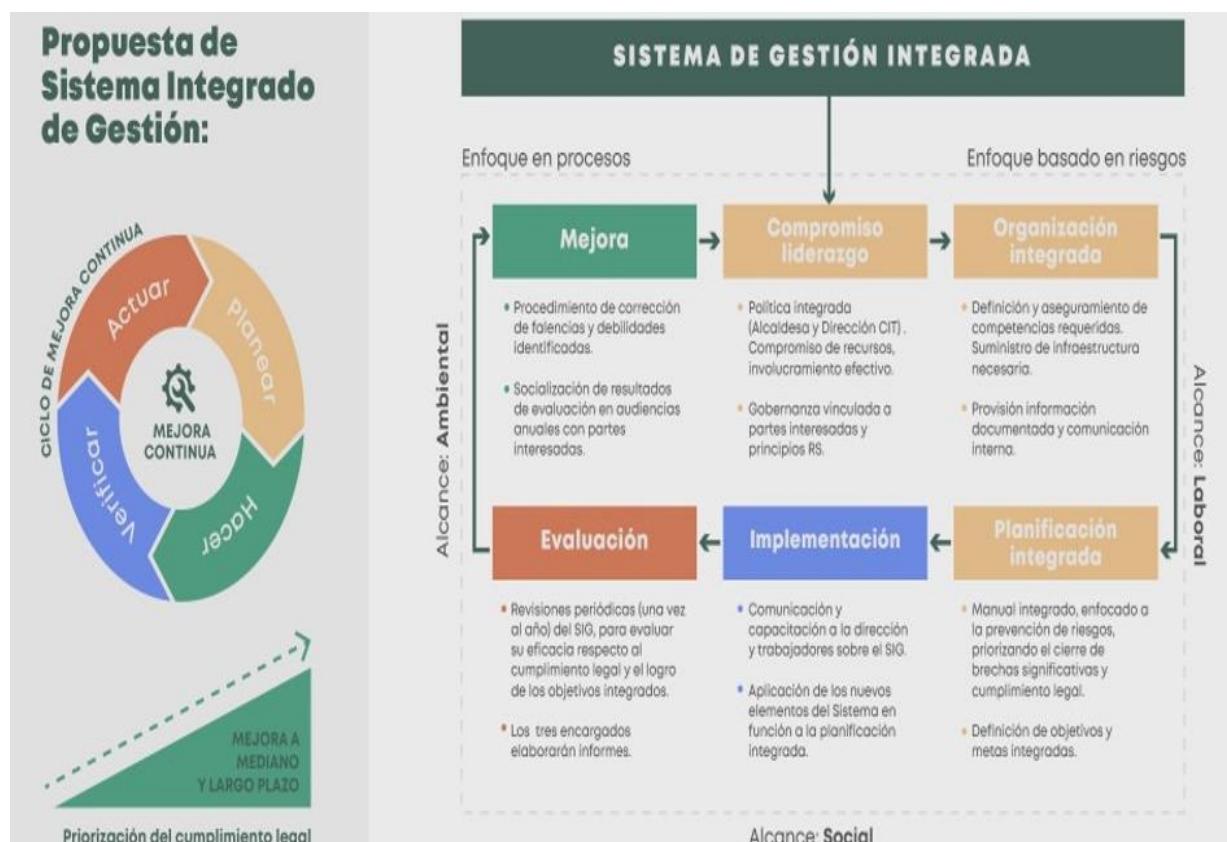 Propuesta de
Sistema Integrado
de Gestión:
CICLO DE MEJORA CONTINUA
Actuar
Planear
Hacer
Verificar
MEJORA
CONTINUA
MEJORA A
MEDIANO
Y LARGO PLAZO
Priorización del cumplimiento legal
SISTEMA DE GESTIÓN INTEGRADA
Enfoque en procesos
Enfoque basado en riesgos
Alcance: Ambiental
Mejora
• Procedimiento de corrección
de falencias y debilidades
identificadas.
• Socialización de resultados
de evaluación en audiencias
anuales con partes
interesadas.
Compromiso
liderazgo
• Política integrada
(Alcaldesa y Dirección CIT) .
Compromiso de recursos,
involucramiento efectivo.
• Gobernanza vinculada a
partes interesadas y
principios RS.
Organización
integrada
• Definición y aseguramiento de
competencias requeridas.
Suministro de infraestructura
necesaria.
• Provisión información
documentada y comunicación
interna.
Alcance: Laboral
Evaluación
• Revisiones periódicas (una vez
al año) del SIG, para evaluar
su eficacia respecto al
cumplimiento legal y el logro
de los objetivos integrados.
• Los tres encargados
elaborarán informes.
Implementación
• Comunicación y
capacitación a la dirección
y trabajadores sobre el SIG.
• Aplicación de los nuevos
elementos del Sistema en
función a la planificación
integrada.
Planificación
integrada
• Manual integrado, enfocado a
la prevención de riesgos,
priorizando el cierre de
brechas significativas y
cumplimiento legal.
• Definición de objetivos y
metas integradas.
Alcance: Social